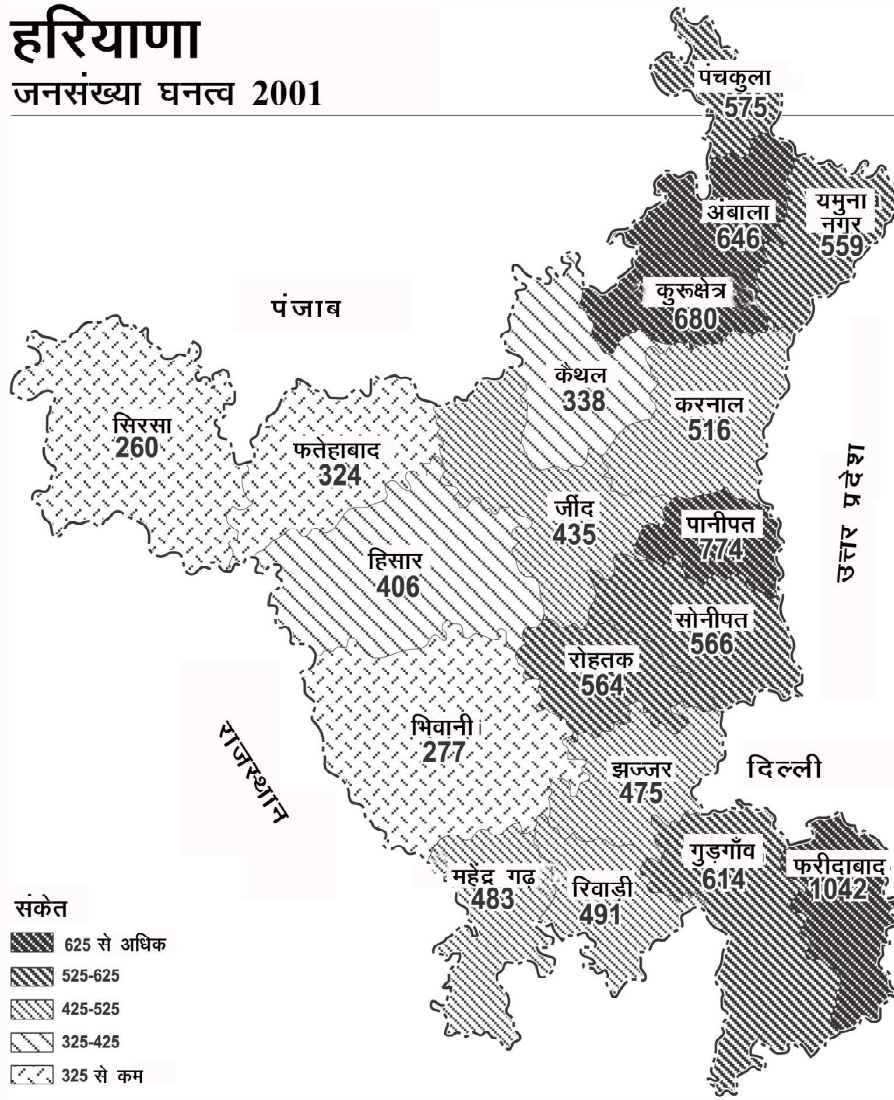 हरियाणा
जनसंख्या घनत्व 2001
पंचकुला
575
अंबाला
646
यमुना
नगर
559
कुरूक्षेत्र
680
पंजाब
कैथल
338
करनाल
516
सिरसा
260
फतेहाबाद
324
जींद
435
पानीपत
774
उत्तर प्रदेश
हिसार
406
सोनीपत
566
रोहतक
564
भिवानी
277
राजस्थान
झज्जर
475
दिल्ली
गुड़गाँव
614
फरीदाबाद
1042
महेंद्र गढ़
483
रिवाडी
491
संकेत
625 से अधिक
525-625
425-525
325-425
325 से कम